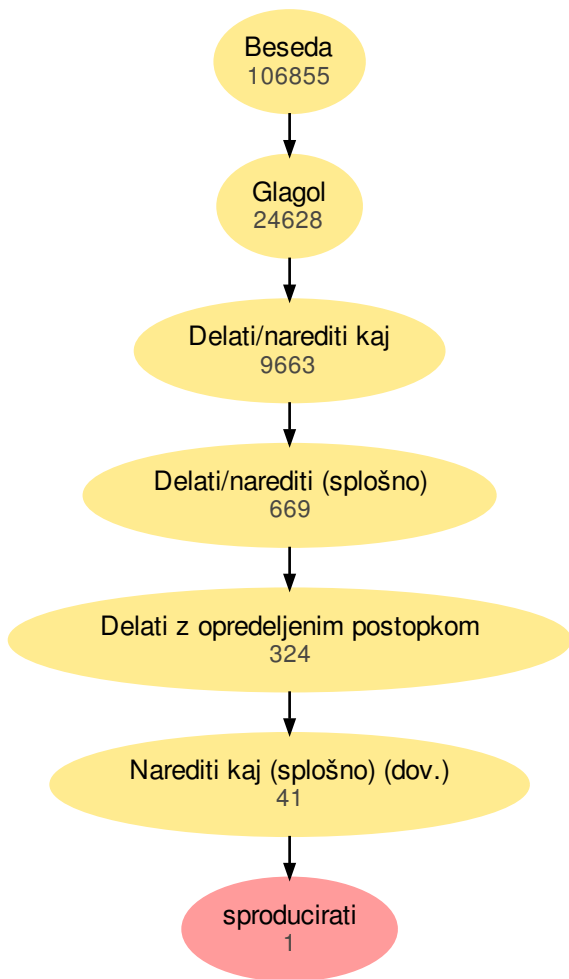 Beseda
106855
Glagol
24628
Delati/narediti kaj
9663
Delati/narediti (splošno)
669
Delati z opredeljenim postopkom
324
Narediti kaj (splošno) (dov.)
41
sproducirati
1